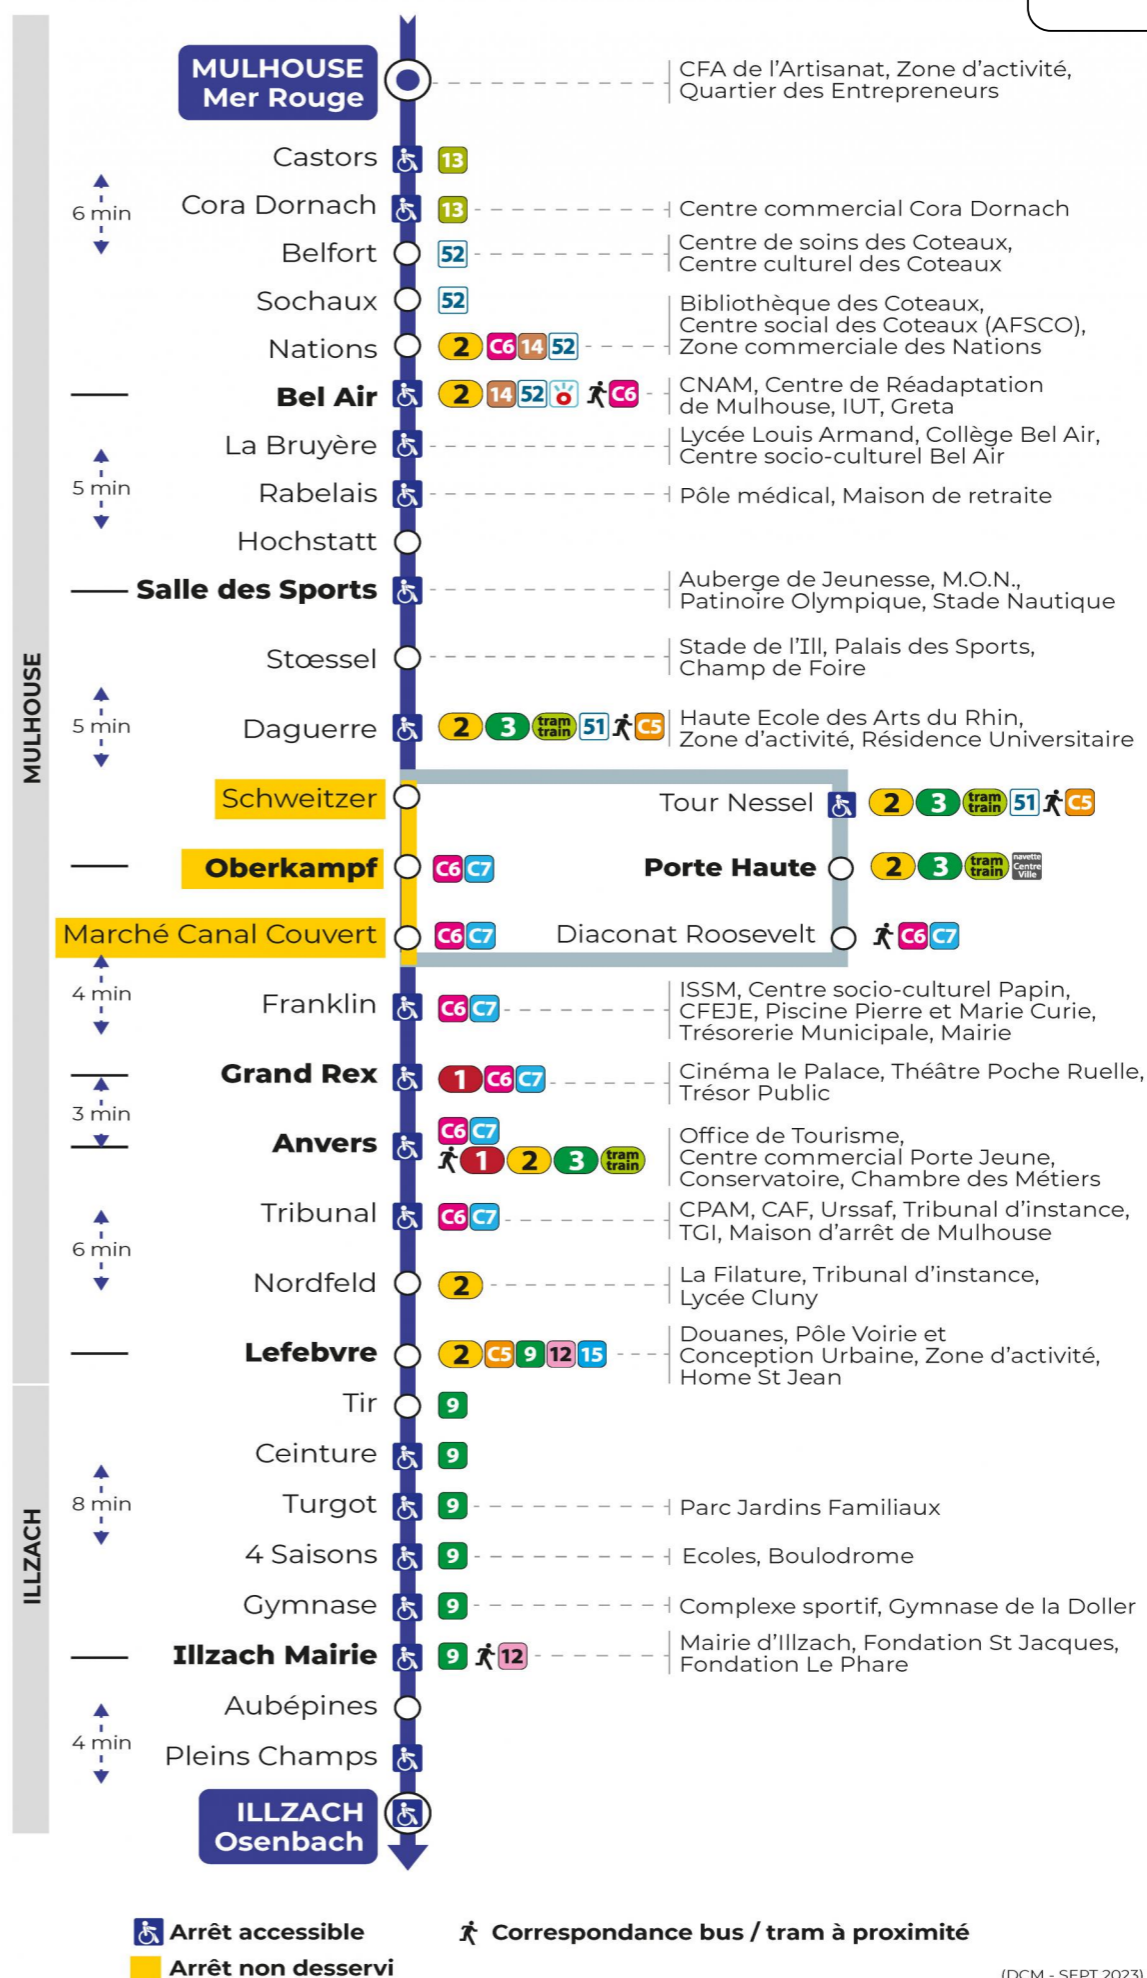 MULHOUSE
Mer Rouge
CFA de l'Artisanat, Zone d'activité,
Quartier des Entrepreneurs
Castors 13
6 min
Cora Dornach 13 Centre commercial Cora Dornach
Belfort 52
Centre de soins des Coteaux,
Centre culturel des Coteaux
Sochaux 52
Nations 2 C6 14 52
Bibliothèque des Coteaux,
Centre social des Coteaux (AFSCO),
Zone commerciale des Nations
Bel Air 2 14 52 C6
CNAM, Centre de Réadaptation
de Mulhouse, IUT, Greta
La Bruyère
Lycée Louis Armand, Collège Bel Air,
Centre socio-culturel Bel Air
5 min
Rabelais Pôle médical, Maison de retraite
Hochstatt
Salle des Sports
Auberge de Jeunesse, M.O.N.,
Patinoire Olympique, Stade Nautique
MULHOUSE
Stœssel
Stade de l'Ill, Palais des Sports,
Champ de Foire
5 min
Daguerre 2 3 tram train 51 C5
Haute Ecole des Arts du Rhin,
Zone d'activité, Résidence Universitaire
Schweitzer
Tour Nessel 2 3 tram train 51 C5
Oberkampf C6 C7
Porte Haute 2 3 tram train navette Centre Ville
Marché Canal Couvert C6 C7
Diaconat Roosevelt C6 C7
4 min
Franklin C6 C7
ISSM, Centre socio-culturel Papin,
CFEJE, Piscine Pierre et Marie Curie,
Trésorerie Municipale, Mairie
Grand Rex 1 C6 C7
Cinéma le Palace, Théâtre Poche Ruelle,
Trésor Public
3 min
Anvers
C6 C7
1 2 3 tram train
Office de Tourisme,
Centre commercial Porte Jeune,
Conservatoire, Chambre des Métiers
Tribunal C6 C7
CPAM, CAF, Urssaf, Tribunal d'instance,
TGI, Maison d'arrêt de Mulhouse
6 min
Nordfeld 2
La Filature, Tribunal d'instance,
Lycée Cluny
Lefebvre 2 C5 9 12 15
Douanes, Pôle Voirie et
Conception Urbaine, Zone d'activité,
Home St Jean
Tir 9
Ceinture 9
8 min
Turgot 9 Parc Jardins Familiaux
ILLZACH
4 Saisons 9 Ecoles, Boulodrome
Gymnase 9 Complexe sportif, Gymnase de la Doller
Illzach Mairie 9 12
Mairie d'Illzach, Fondation St Jacques,
Fondation Le Phare
Aubépines
4 min
Pleins Champs
ILLZACH
Osenbach
Arrêt accessible
Correspondance bus / tram à proximité
Arrêt non desservi
(DCM - SEPT 2023)